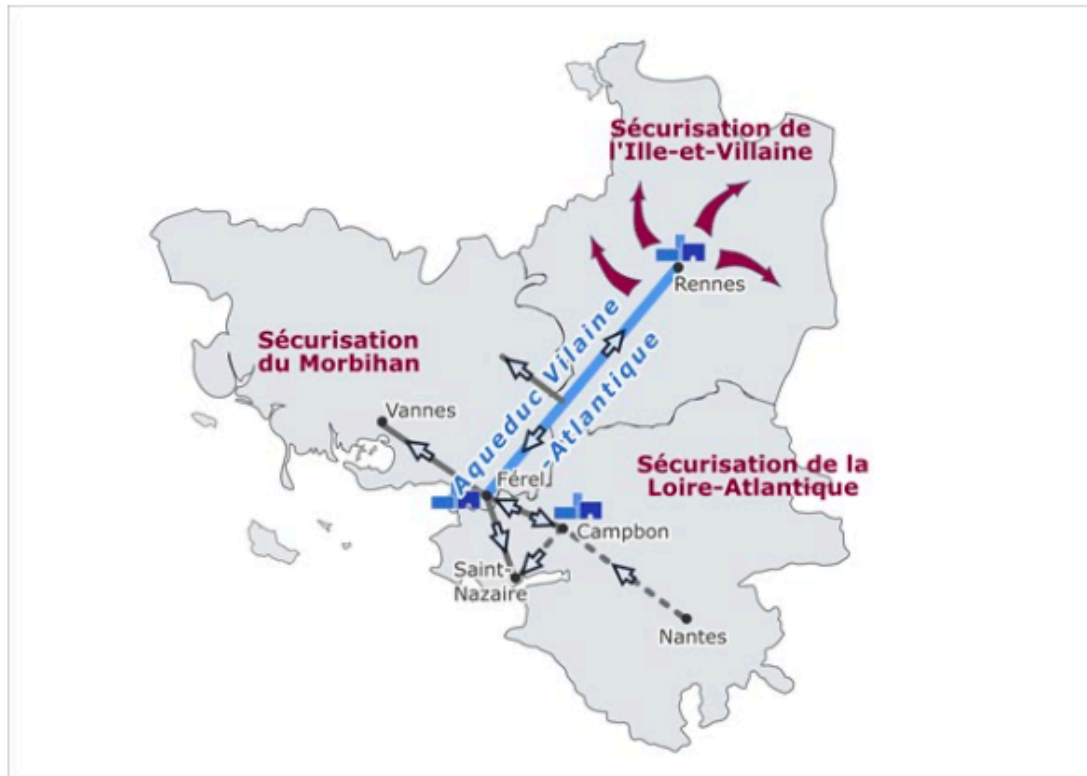 Sécurisation de
l'Ille-et-Villaine
Rennes
Aqueduc Vilaine
-Atlantique
Sécurisation
du Morbihan
Vannes
Férel
Sécurisation de la
Loire-Atlantique
Campbon
Saint-
Nazaire
Nantes